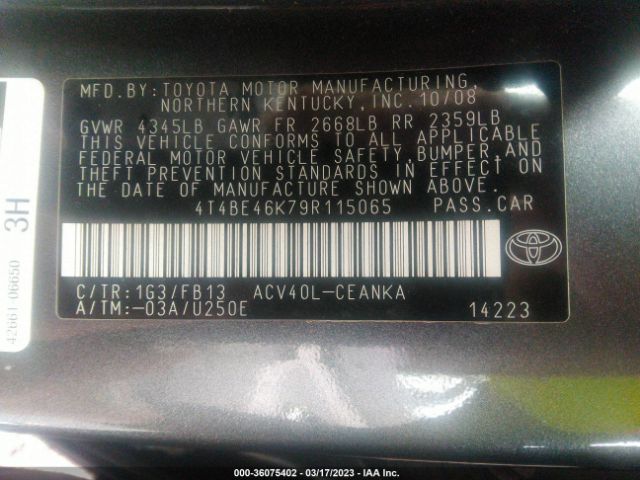 MFD.BY:TOYOTA MOTOR MANUFACTURING,
NORTHERN KENTUCKY,INC.10/08
GVWR 4345LB GAWR FR 2668LB RR 2359LB
THIS VEHICLE CONFORMS TO ALL APPLICABLE
FEDERAL MOTOR VEHICLE SAFETY,BUMPER,AND
THEFT PREVENTION STANDARDS IN EFFECT ON
THE DATE OF MANUFACTURE SHOWN ABOVE.
4T4BE46K79R115065 PASS.CAR
TOYOTA
C/TR:1G3/FB13 ACV40L-CEANKA
A/TM:-03A/U250E 14223
3H
42661-06650
000-36075402 - 03/17/2023 - IAA Inc.